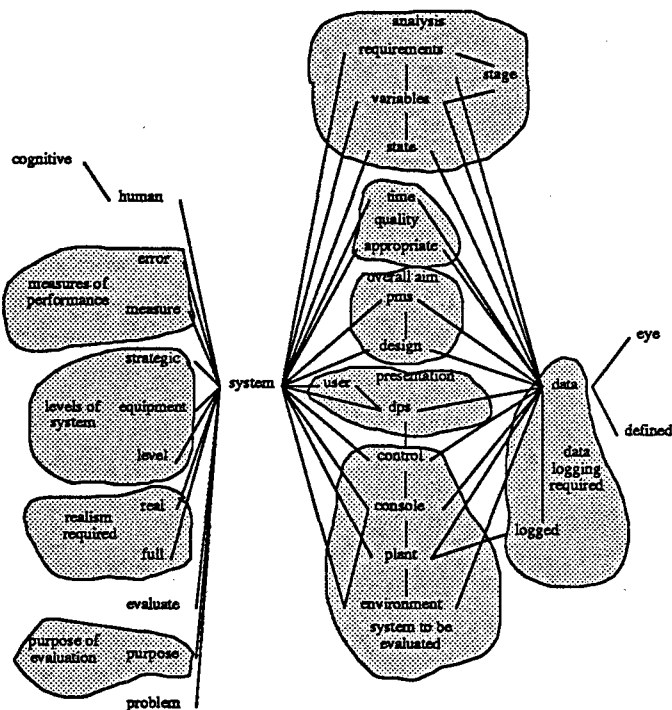 analysis
requirements
stage
variables
state
cognitive
human
time
quality
appropriate
error
measures of
performance
measure
overall aim
pms
design
strategic
levels of
system
equipment
level
system
user
presentation
dps
data
eye
defined
data
logging
required
logged
control
console
plant
environment
system to be
evaluated
real
realism
required
full
evaluate
purpose of
evaluation
purpose
problem